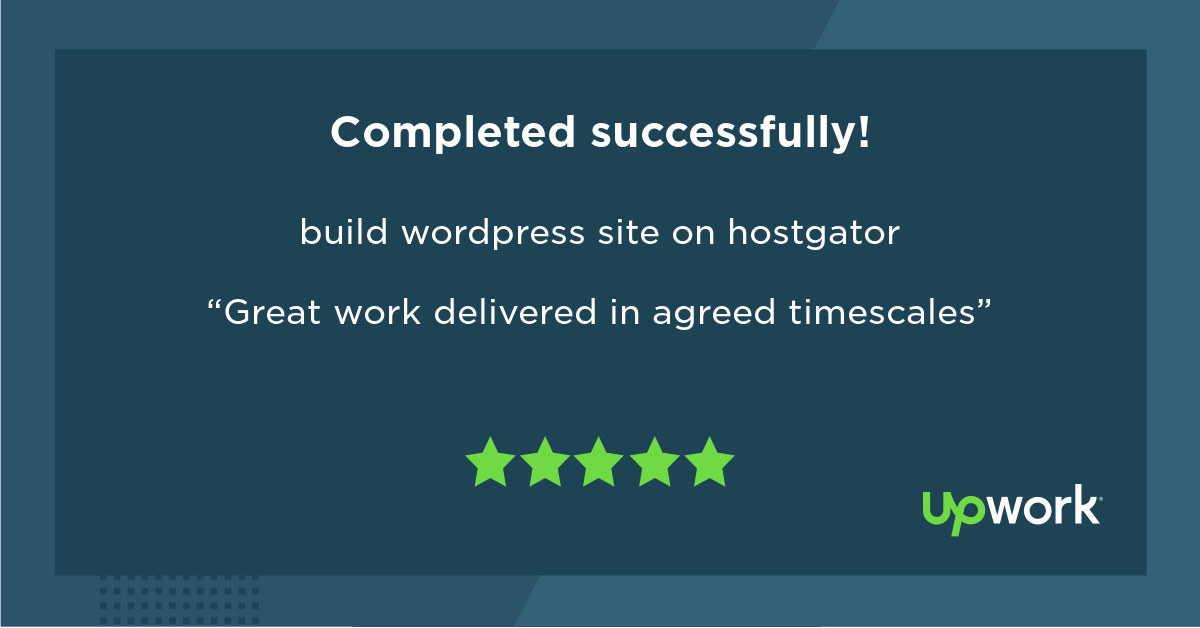 Completed successfully!
build wordpress site on hostgator
“Great work delivered in agreed timescales”
upwork®